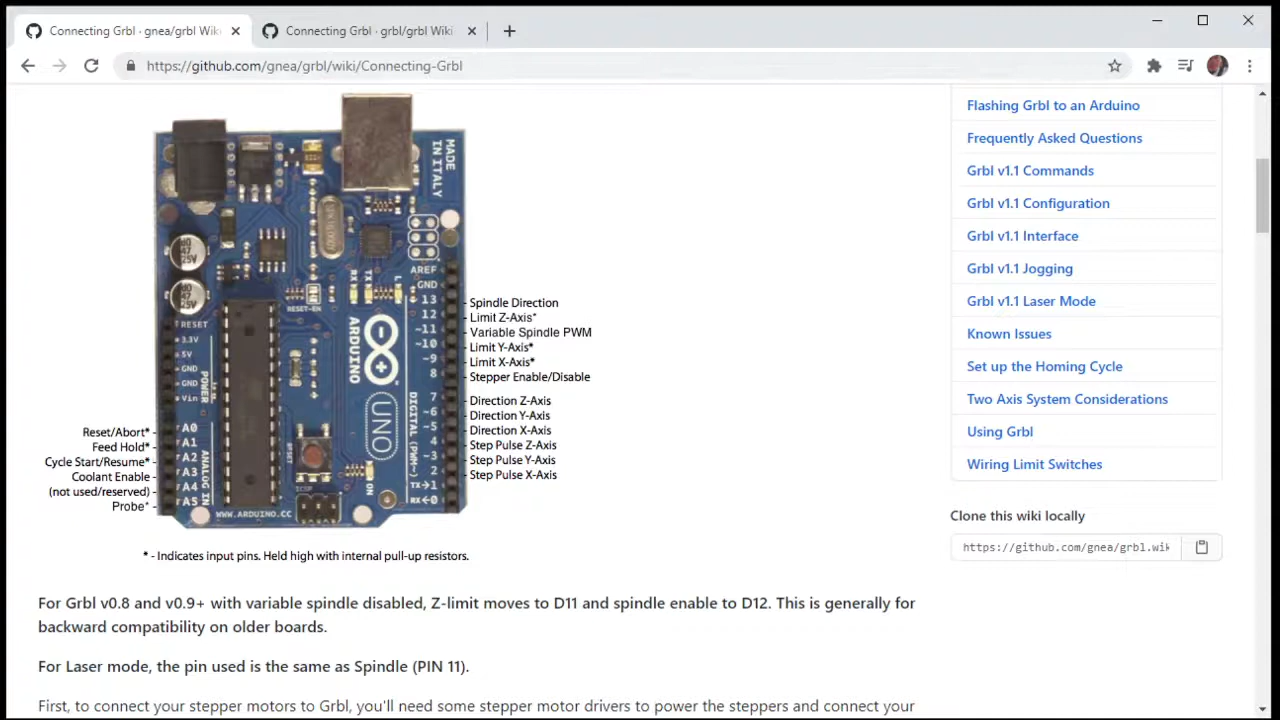 Connecting Grbl · gnea/grbl Wik
Connecting Grbl · grbl/grbl Wiki
https://github.com/gnea/grbl/wiki/Connecting-Grbl
MADE
IN ITALY
AREF
GND
13
12
~11
~10
~9
8
7
~6
~5
4
~3
2
TX→1
RX←0
Spindle Direction
Limit Z-Axis*
Variable Spindle PWM
Limit Y-Axis*
Limit X-Axis*
Stepper Enable/Disable
Direction Z-Axis
Direction Y-Axis
Direction X-Axis
Step Pulse Z-Axis
Step Pulse Y-Axis
Step Pulse X-Axis
RX
TX
L
RESET-EN
ARDUINO
UNO
DIGITAL (PWM~)
RESET
3.3V
5V
GND
GND
Vin
POWER
A0
A1
A2
A3
A4
A5
ANALOG IN
Reset/Abort*
Feed Hold*
Cycle Start/Resume*
Coolant Enable
(not used/reserved)
Probe*
47
25V
47
25V
RESET
ICSP
ON
WWW.ARDUINO.CC
* - Indicates input pins. Held high with internal pull-up resistors.
For Grbl v0.8 and v0.9+ with variable spindle disabled, Z-limit moves to D11 and spindle enable to D12. This is generally for
backward compatibility on older boards.
For Laser mode, the pin used is the same as Spindle (PIN 11).
First, to connect your stepper motors to Grbl, you'll need some stepper motor drivers to power the steppers and connect your
Flashing Grbl to an Arduino
Frequently Asked Questions
Grbl v1.1 Commands
Grbl v1.1 Configuration
Grbl v1.1 Interface
Grbl v1.1 Jogging
Grbl v1.1 Laser Mode
Known Issues
Set up the Homing Cycle
Two Axis System Considerations
Using Grbl
Wiring Limit Switches
Clone this wiki locally
https://github.com/gnea/grbl.wik